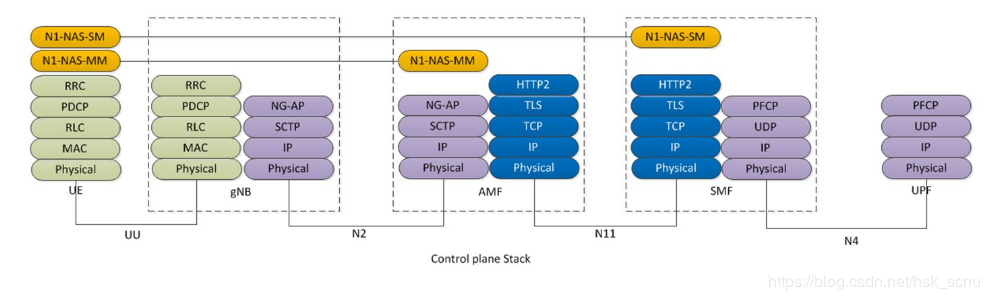 N1-NAS-SM
N1-NAS-SM
N1-NAS-MM
N1-NAS-MM
RRC
PDCP
RLC
MAC
Physical
UE
RRC
PDCP
RLC
MAC
Physical
NG-AP
SCTP
IP
Physical
gNB
NG-AP
SCTP
IP
Physical
HTTP2
TLS
TCP
IP
Physical
AMF
HTTP2
TLS
TCP
IP
Physical
PFCP
UDP
IP
Physical
SMF
PFCP
UDP
IP
Physical
UPF
UU
N2
N11
N4
Control plane Stack
https://blog.csdn.net/hsk_scnu